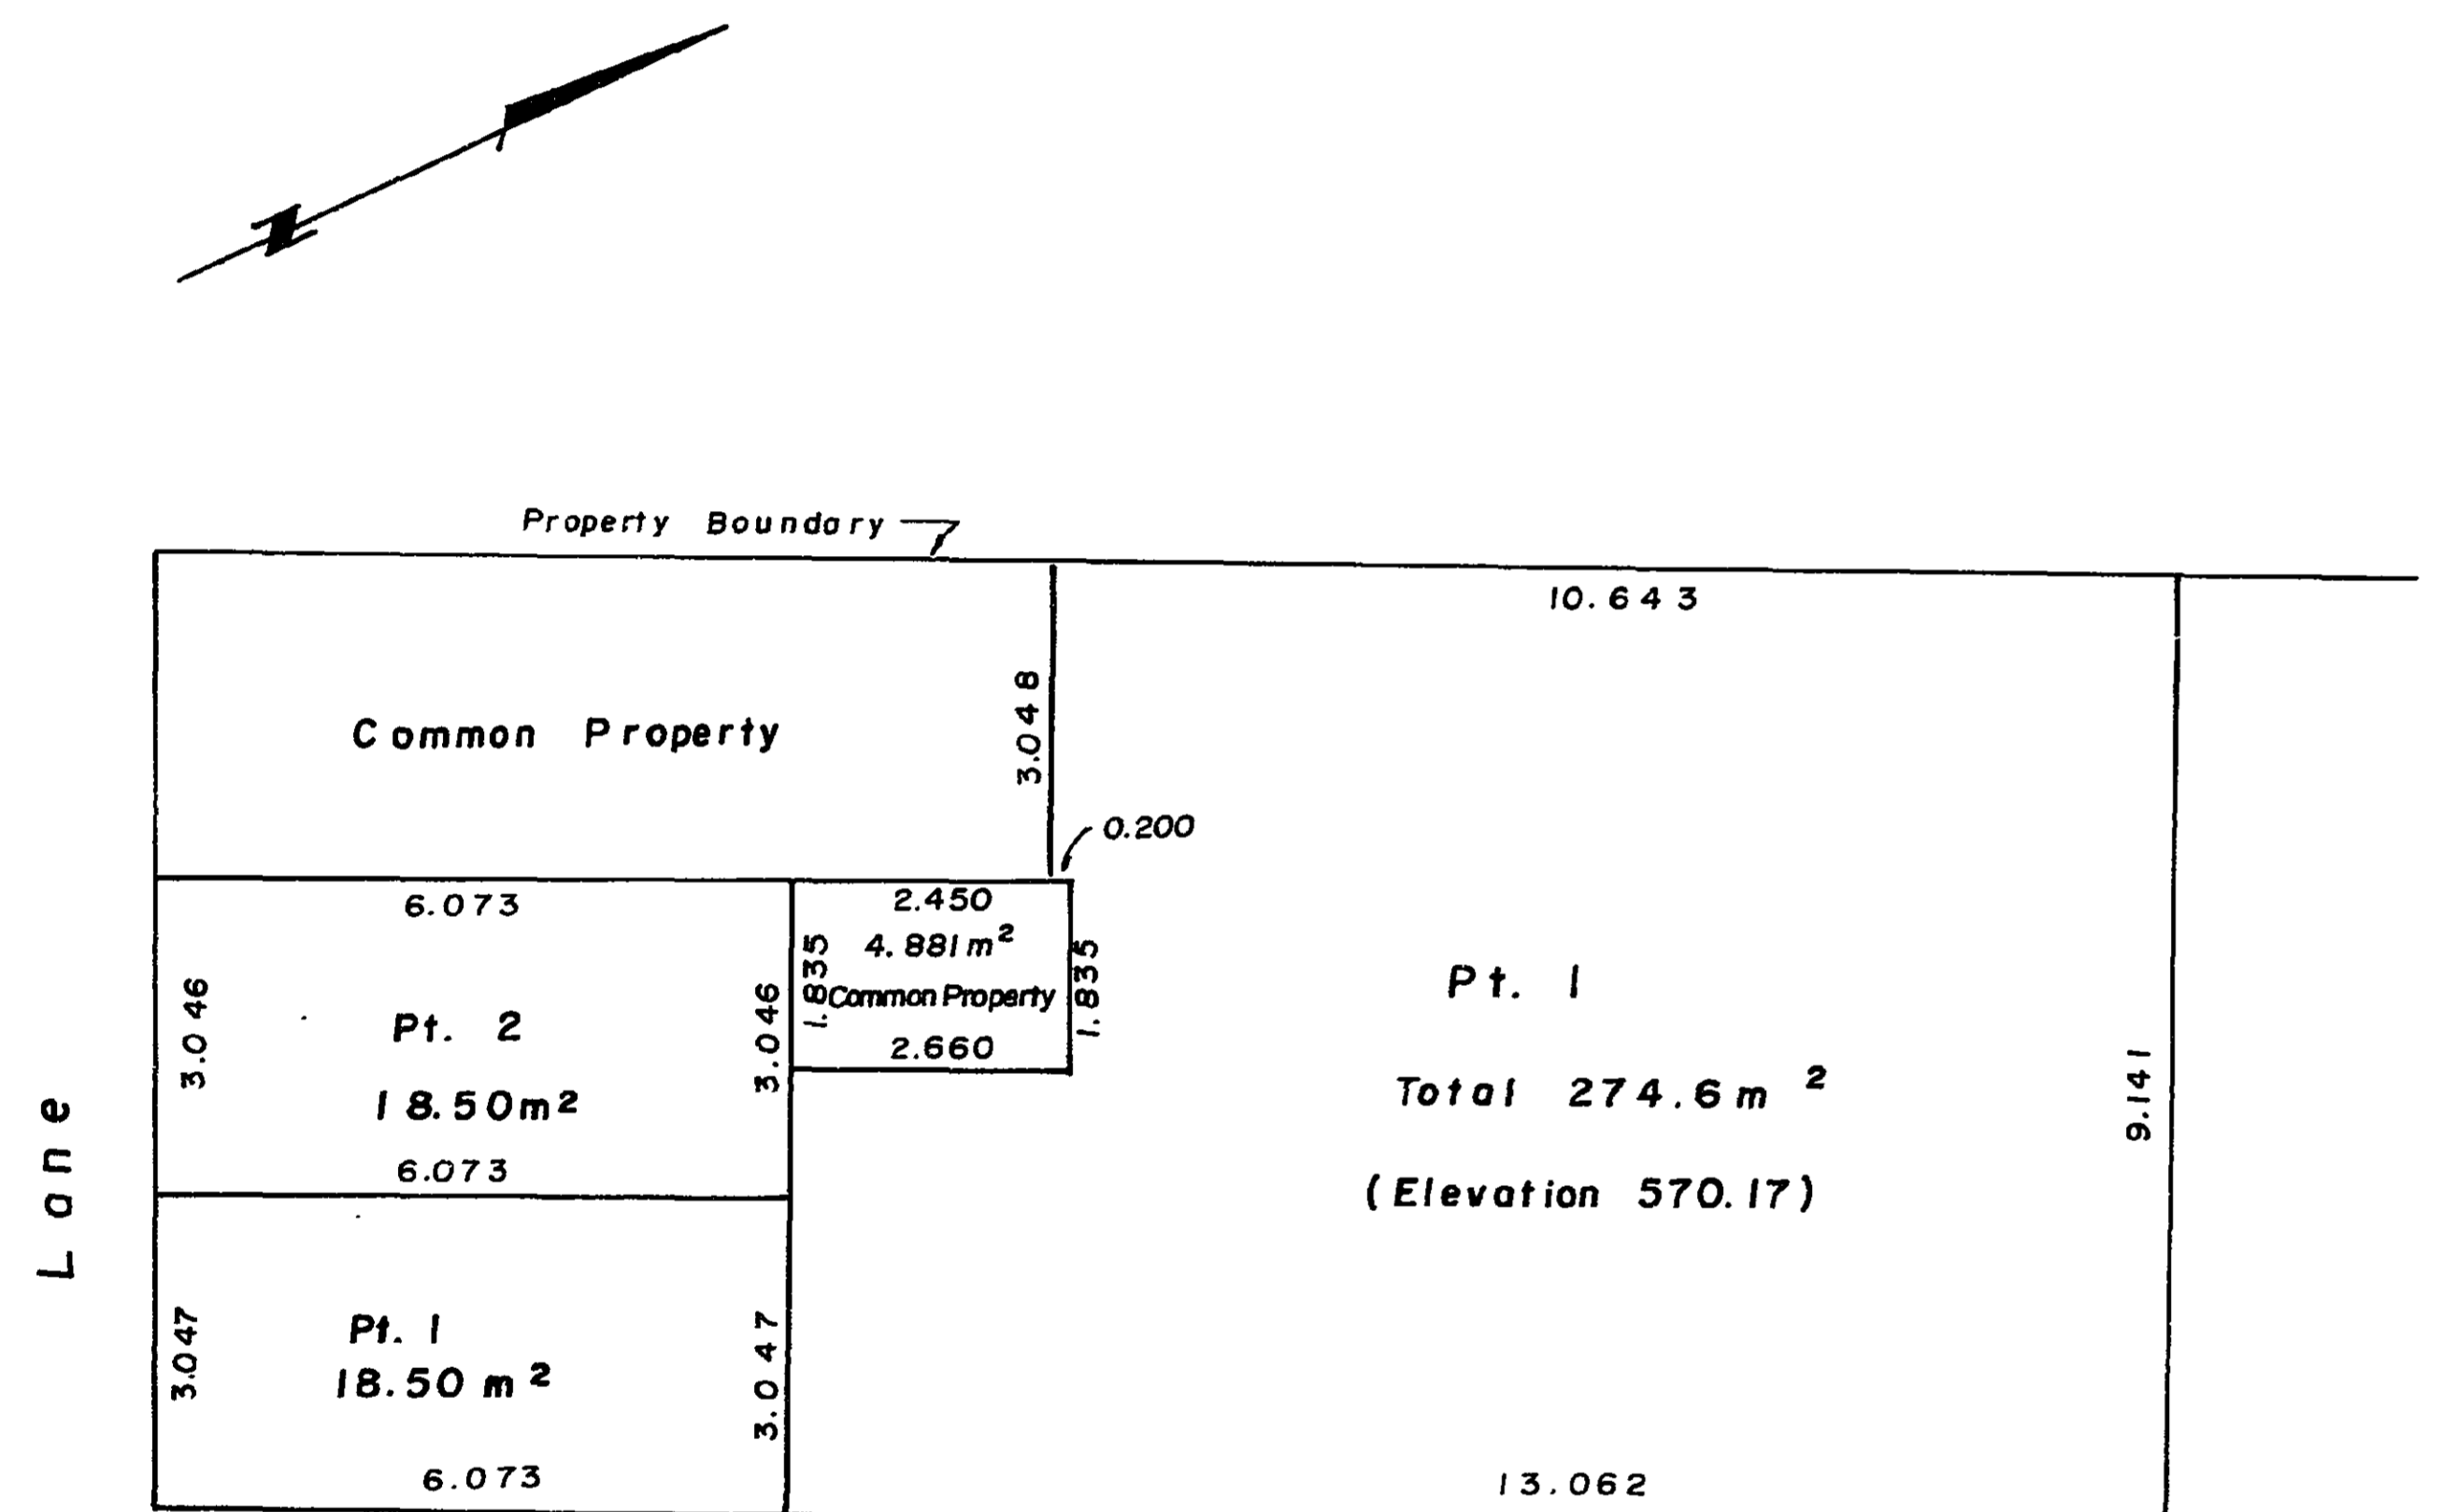 N
Property Boundary
10.643
Common Property
3.048
0.200
6.073
2.450
4.881m²
1.835
1.835
Common Property
2.660
3.046
3.046
Pt. 2
18.50m²
6.073
Pt. 1
Total 274.6m²
(Elevation 570.17)
9.141
Lane
3.047
3.047
Pt. 1
18.50 m²
6.073
13.062